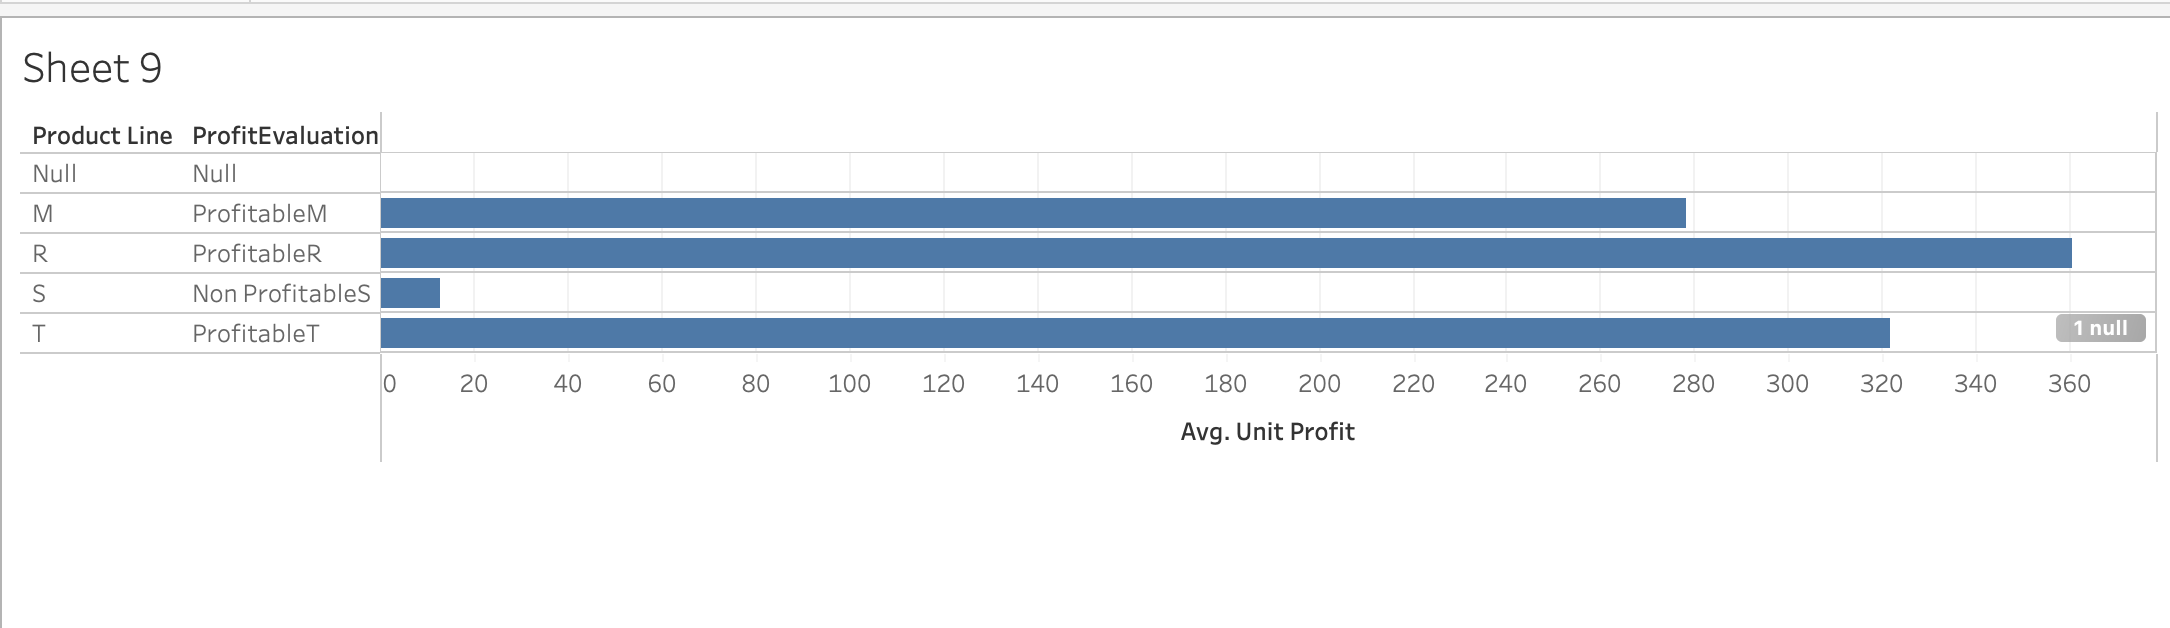 Sheet 9
Product Line ProfitEvaluation
Null Null
M ProfitableM
R ProfitableR
S Non ProfitableS
T ProfitableT
1 null
0 20 40 60 80 100 120 140 160 180 200 220 240 260 280 300 320 340 360
Avg. Unit Profit